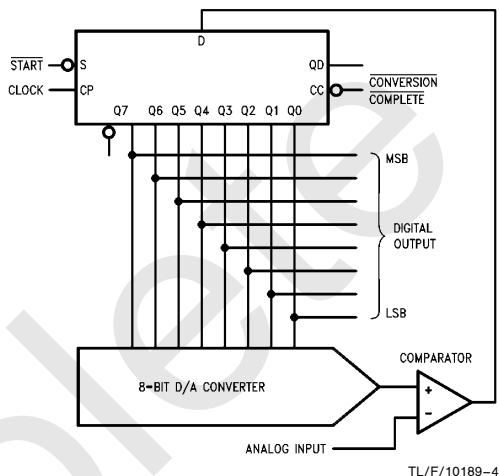 D
START
S
QD
CLOCK
CP
CC
CONVERSION
COMPLETE
Q7 Q6 Q5 Q4 Q3 Q2 Q1 Q0
MSB
DIGITAL
OUTPUT
LSB
COMPARATOR
8-BIT D/A CONVERTER
+
−
ANALOG INPUT
TL/F/10189-4